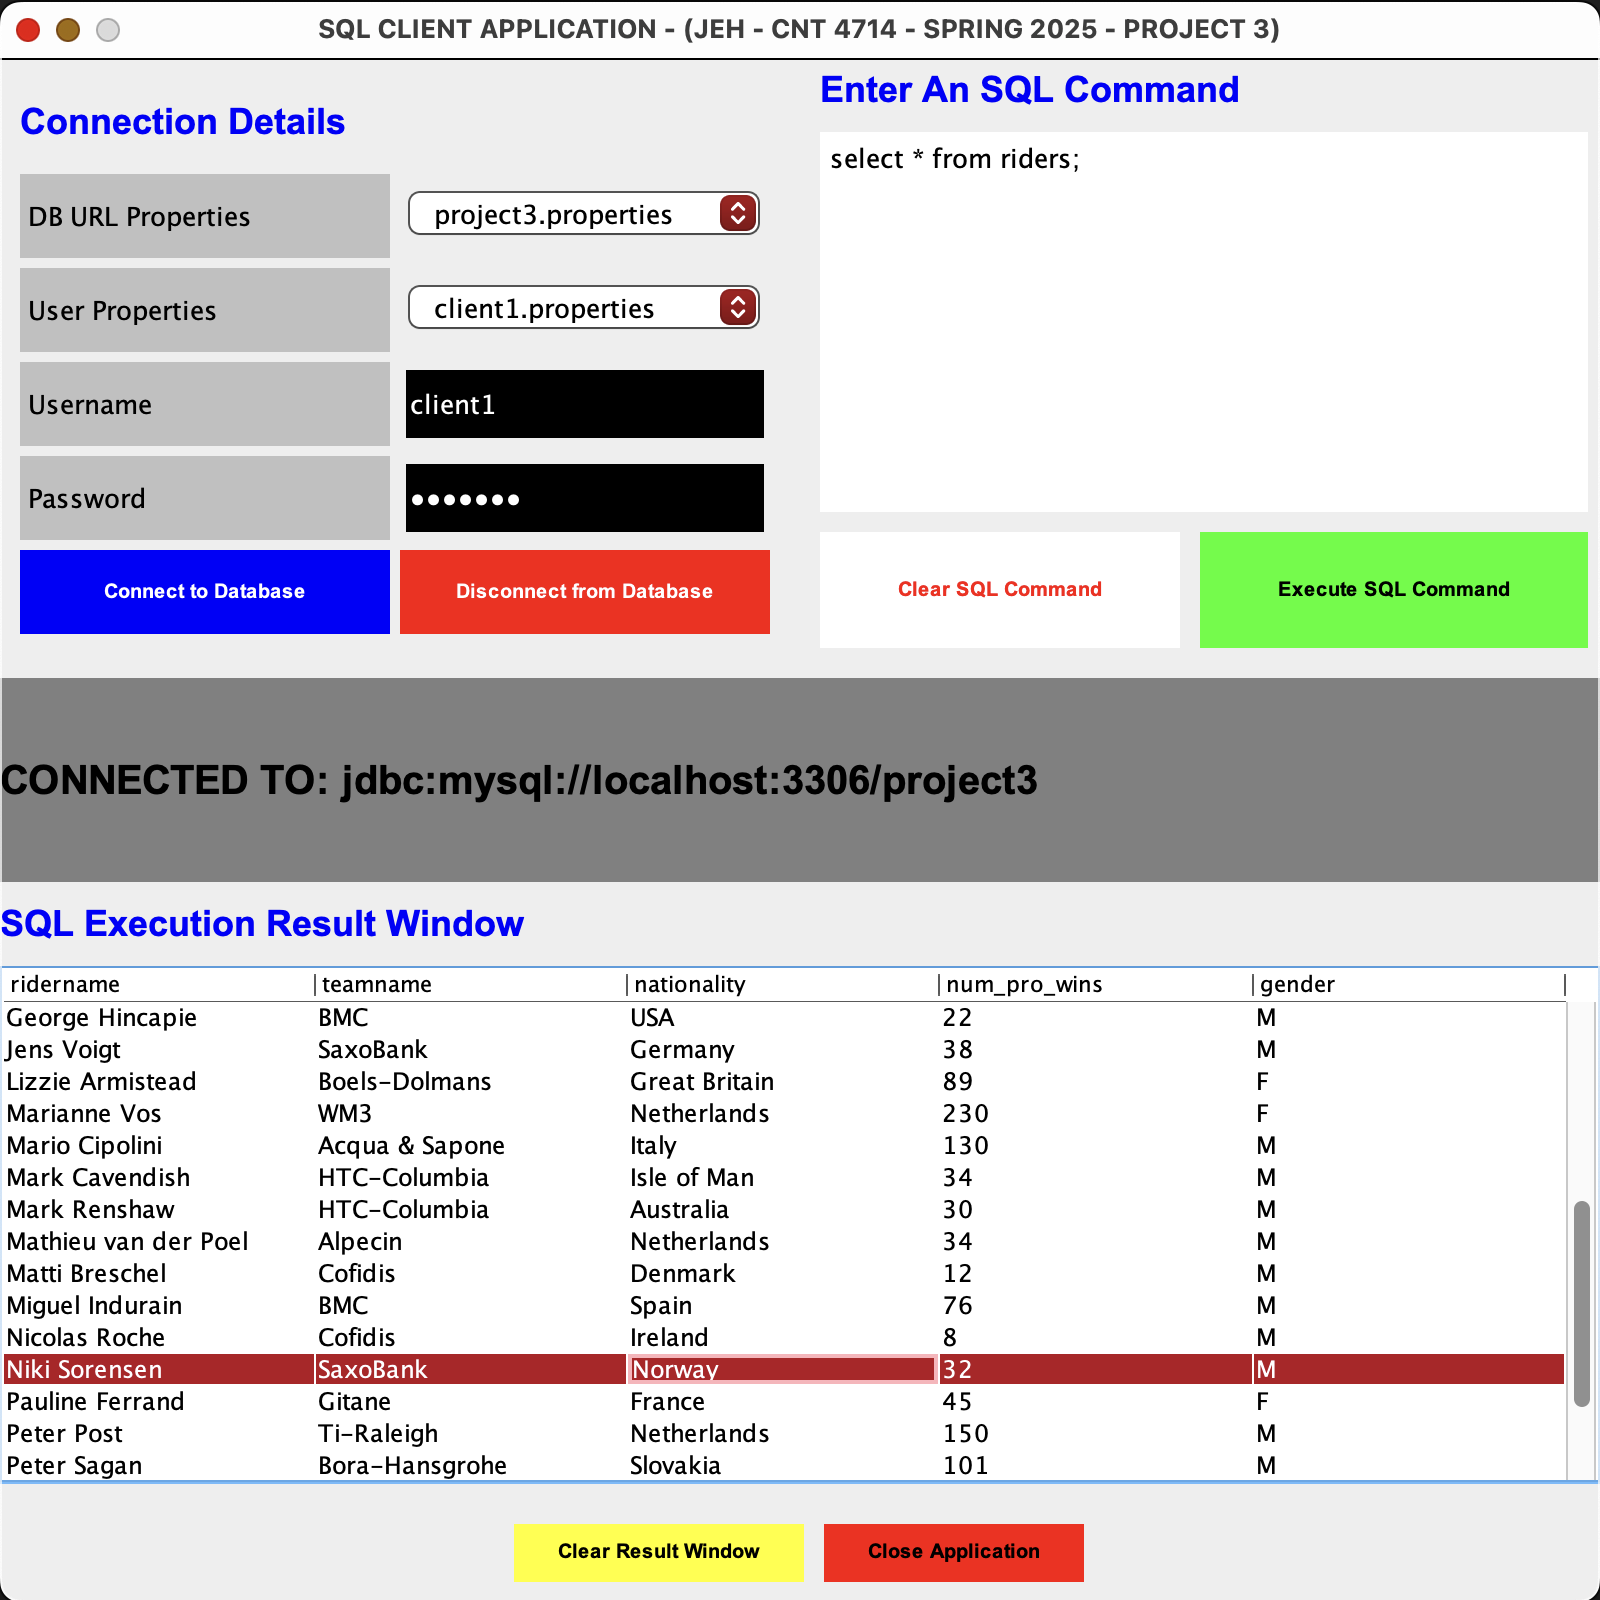 SQL CLIENT APPLICATION - (JEH - CNT 4714 - SPRING 2025 - PROJECT 3)
Connection Details
DB URL Properties project3.properties
User Properties client1.properties
Username client1
Password •••••••
Connect to Database Disconnect from Database
Enter An SQL Command
select * from riders;
Clear SQL Command Execute SQL Command
CONNECTED TO: jdbc:mysql://localhost:3306/project3
SQL Execution Result Window
ridername teamname nationality num_pro_wins gender
George Hincapie BMC USA 22 M
Jens Voigt SaxoBank Germany 38 M
Lizzie Armistead Boels-Dolmans Great Britain 89 F
Marianne Vos WM3 Netherlands 230 F
Mario Cipolini Acqua & Sapone Italy 130 M
Mark Cavendish HTC-Columbia Isle of Man 34 M
Mark Renshaw HTC-Columbia Australia 30 M
Mathieu van der Poel Alpecin Netherlands 34 M
Matti Breschel Cofidis Denmark 12 M
Miguel Indurain BMC Spain 76 M
Nicolas Roche Cofidis Ireland 8 M
Niki Sorensen SaxoBank Norway 32 M
Pauline Ferrand Gitane France 45 F
Peter Post Ti-Raleigh Netherlands 150 M
Peter Sagan Bora-Hansgrohe Slovakia 101 M
Clear Result Window Close Application